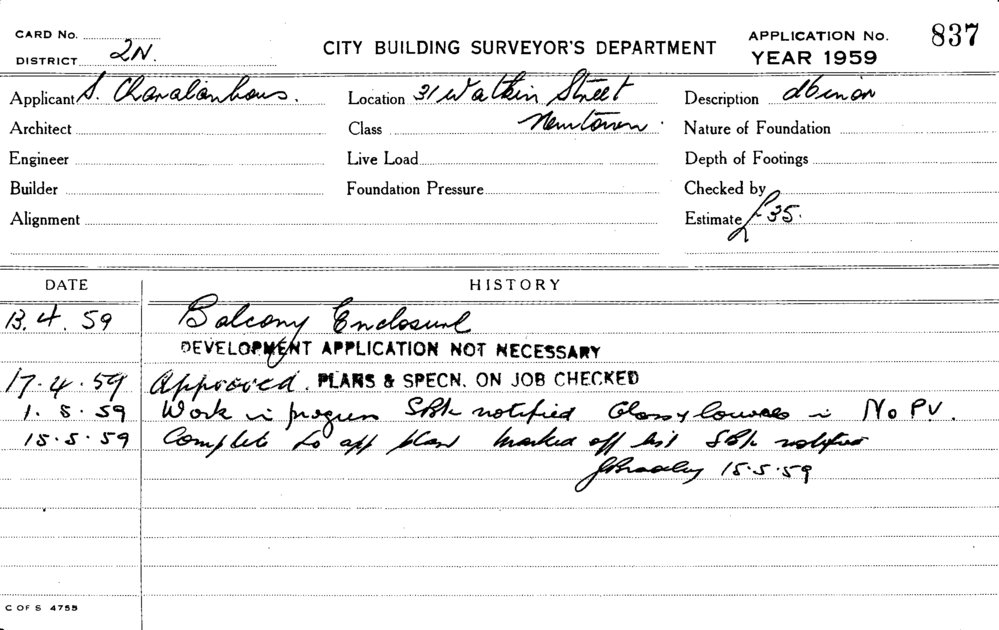 CARD No.
DISTRICT 2N.
CITY BUILDING SURVEYOR'S DEPARTMENT
APPLICATION No. 837
YEAR 1959
Applicant S.
Location 31 Watkin Street
Description
Architect
Class Newtown.
Nature of Foundation
Engineer
Live Load
Depth of Footings
Builder
Foundation Pressure
Checked by
Alignment
Estimate £35.
DATE
HISTORY
13.4.59 Balcony Enclosure
DEVELOPMENT APPLICATION NOT NECESSARY
17.4.59 Approved. PLANS & SPECN. ON JOB CHECKED
1.5.59 Work in progress notified Glass louvres in No PV.
15.5.59 Complete to app plan marked off list notified
15.5.59
C OF S 4755